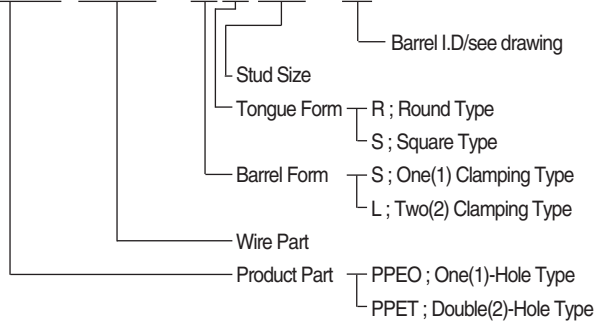 Barrel I.D/see drawing
Stud Size
Tongue Form R ; Round Type
S ; Square Type
Barrel Form S ; One(1) Clamping Type
L ; Two(2) Clamping Type
Wire Part
Product Part PPEO ; One(1)-Hole Type
PPET ; Double(2)-Hole Type